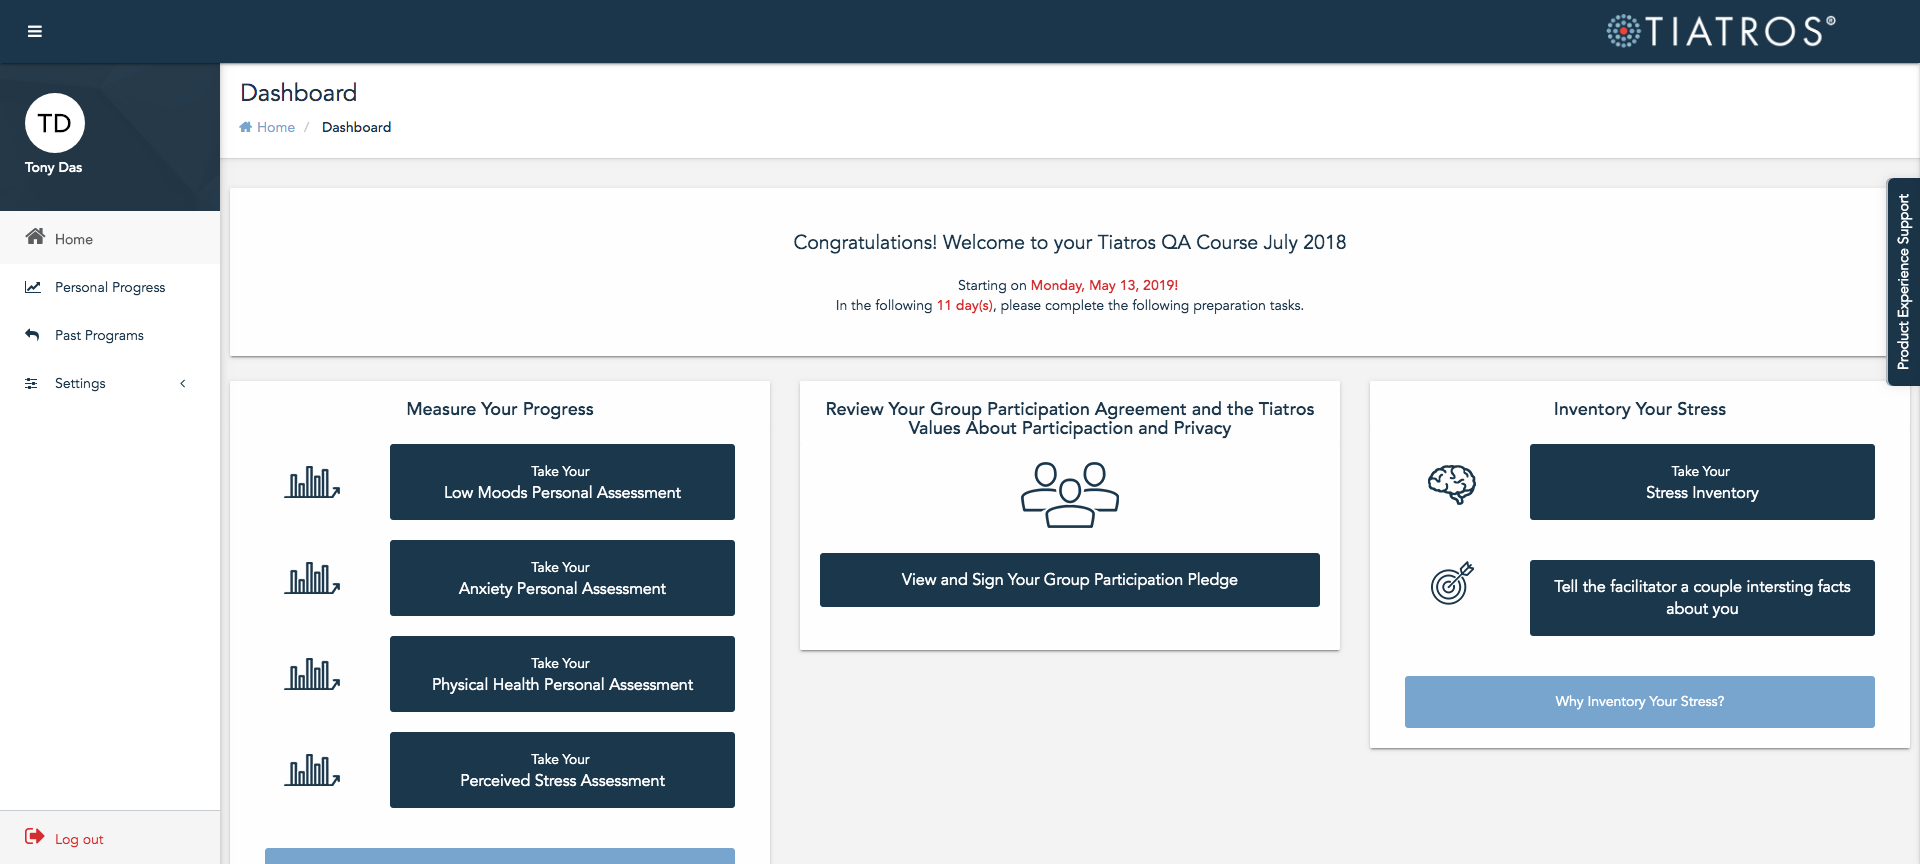 TIATROS®
TD
Tony Das
Home
Personal Progress
Past Programs
Settings
Log out
Dashboard
Home / Dashboard
Congratulations! Welcome to your Tiatros QA Course July 2018
Starting on Monday, May 13, 2019!
In the following 11 day(s), please complete the following preparation tasks.
Product Experience Support
Measure Your Progress
Take Your
Low Moods Personal Assessment
Take Your
Anxiety Personal Assessment
Take Your
Physical Health Personal Assessment
Take Your
Perceived Stress Assessment
Review Your Group Participation Agreement and the Tiatros
Values About Participaction and Privacy
View and Sign Your Group Participation Pledge
Inventory Your Stress
Take Your
Stress Inventory
Tell the facilitator a couple intersting facts
about you
Why Inventory Your Stress?